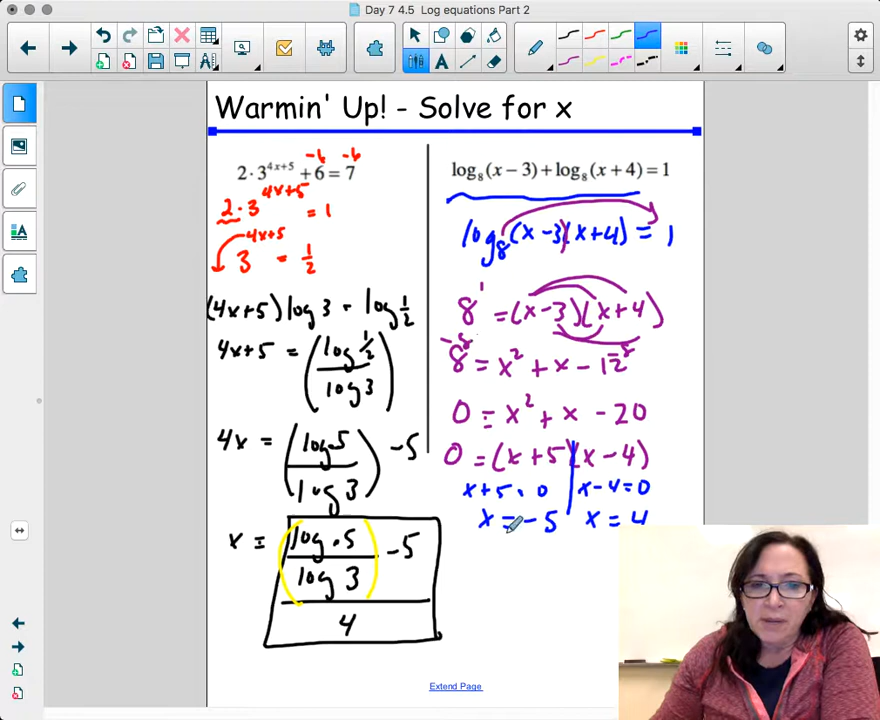 Day 7 4.5 Log equations Part 2
Warmin' Up! - Solve for x
2 · 3^(4x+5) + 6 = 7
-6 -6
2 · 3^(4x+5) = 1
3^(4x+5) = 1/2
(4x+5) log 3 = log 1/2
4x+5 = (log 1/2 / log 3)
4x = (log .5 / log 3) - 5
x = ((log .5 / log 3) - 5) / 4
log₈(x − 3) + log₈(x + 4) = 1
log₈(x-3)(x+4) = 1
8¹ = (x-3)(x+4)
-8 -8
8 = x² + x - 12
0 = x² + x - 20
0 = (x+5)(x-4)
x+5=0 x-4=0
x = -5 x = 4
Extend Page